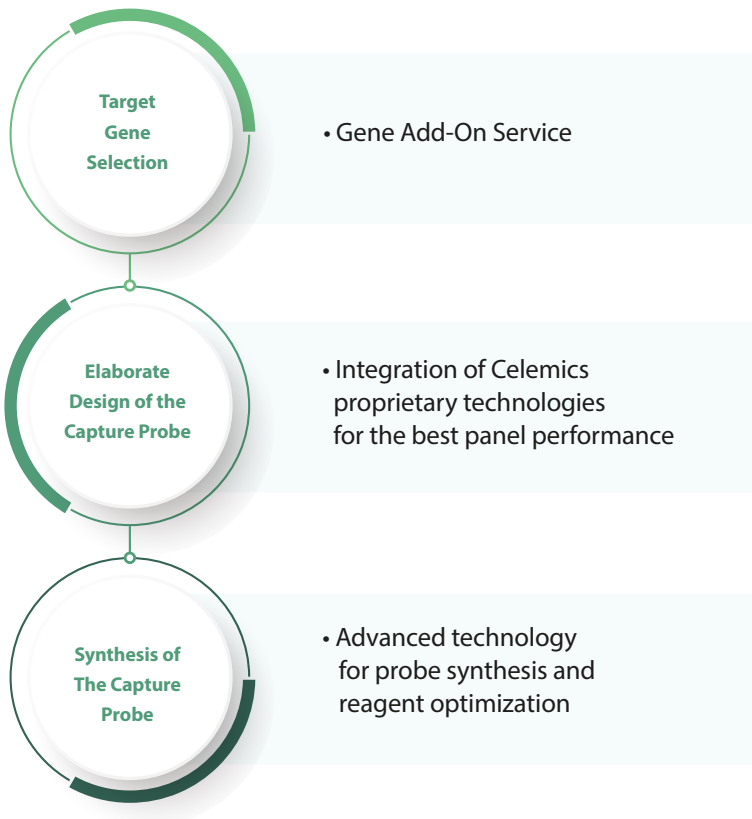 Target
Gene
Selection
• Gene Add-On Service
Elaborate
Design of the
Capture Probe
• Integration of Celemics
proprietary technologies
for the best panel performance
Synthesis of
The Capture
Probe
• Advanced technology
for probe synthesis and
reagent optimization